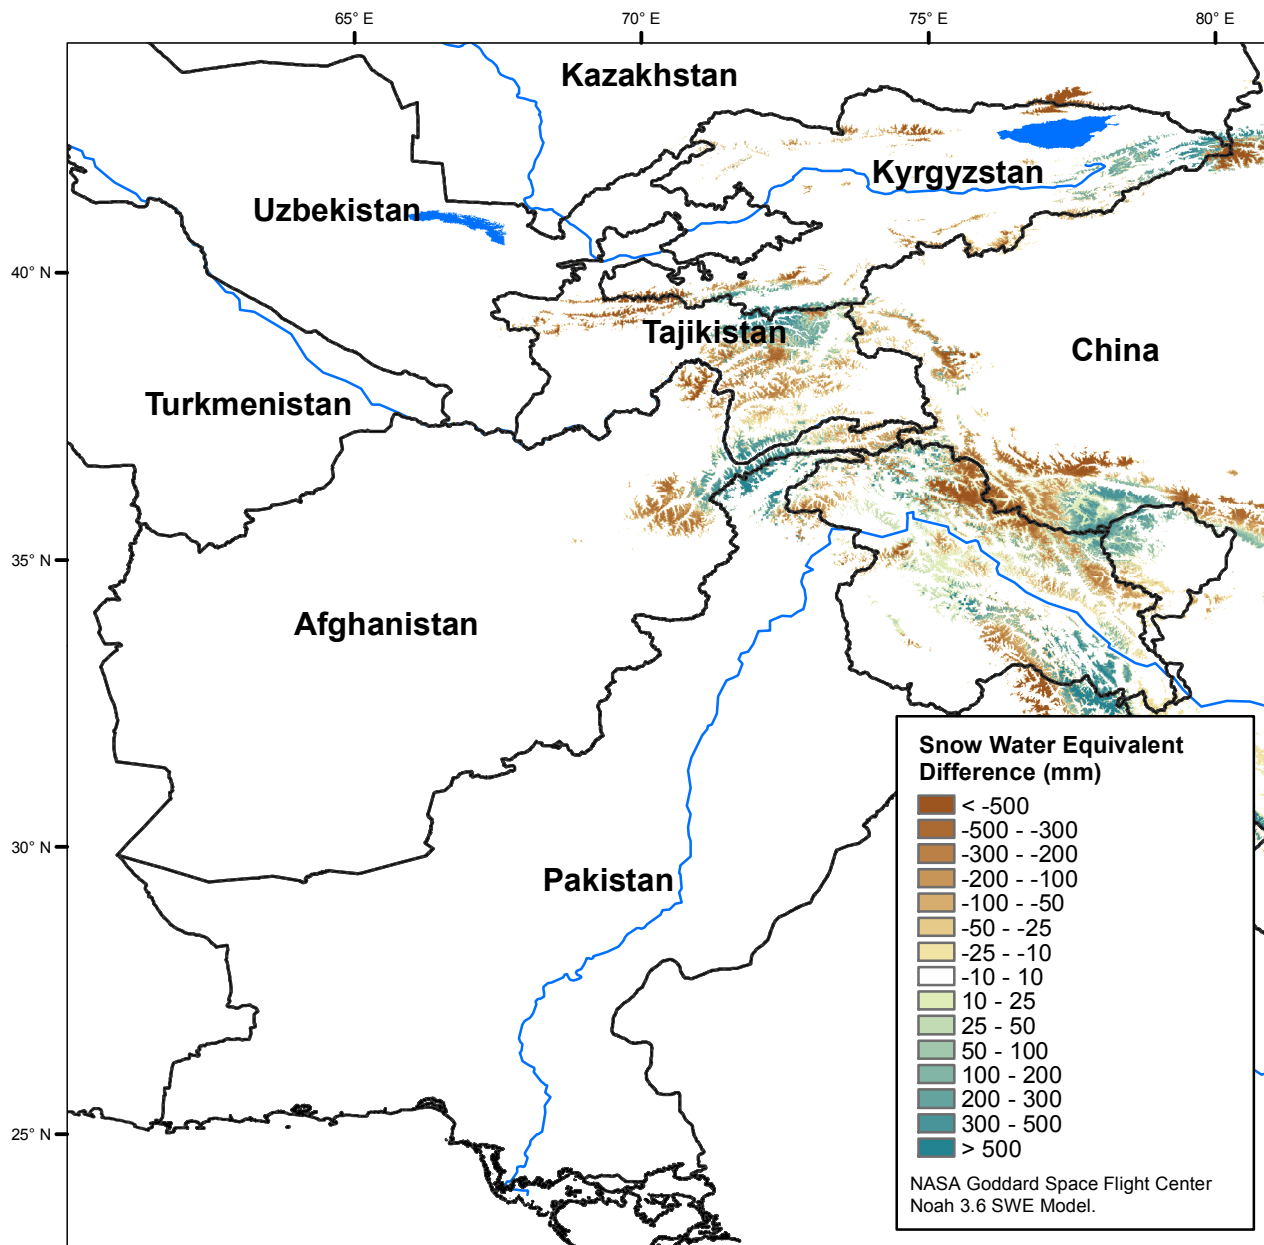 65° E
70° E
75° E
80° E
Kazakhstan
Kyrgyzstan
Uzbekistan
40° N
Tajikistan
China
Turkmenistan
35° N
Afghanistan
30° N
Pakistan
25° N
Snow Water Equivalent
Difference (mm)
< -500
-500 - -300
-300 - -200
-200 - -100
-100 - -50
-50 - -25
-25 - -10
-10 - 10
10 - 25
25 - 50
50 - 100
100 - 200
200 - 300
300 - 500
> 500
NASA Goddard Space Flight Center
Noah 3.6 SWE Model.